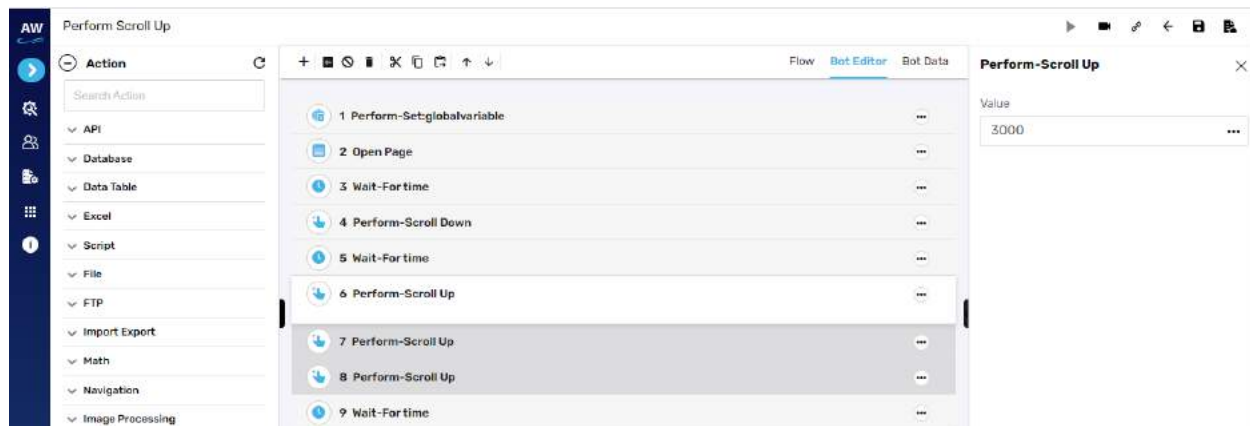 AW
Perform Scroll Up
Action
Search Action
API
Database
Data Table
Excel
Script
File
FTP
Import Export
Math
Navigation
Image Processing
Flow Bot Editor Bot Data
1 Perform-Set:globalvariable
2 Open Page
3 Wait-For time
4 Perform-Scroll Down
5 Wait-For time
6 Perform-Scroll Up
7 Perform-Scroll Up
8 Perform-Scroll Up
9 Wait-For time
Perform-Scroll Up
Value
3000